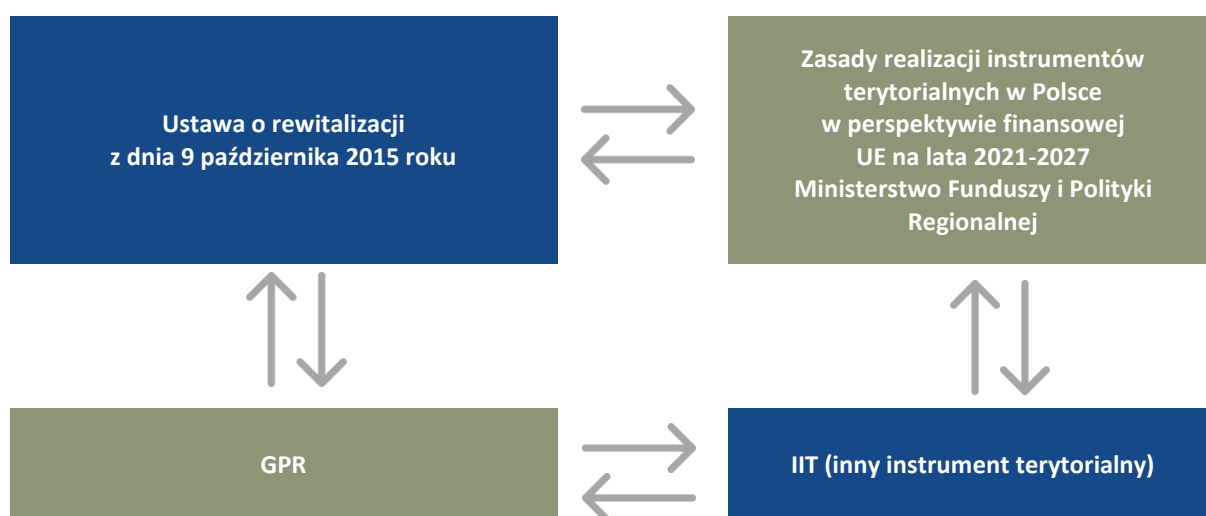 Ustawa o rewitalizacji
z dnia 9 października 2015 roku
Zasady realizacji instrumentów
terytorialnych w Polsce
w perspektywie finansowej
UE na lata 2021-2027
Ministerstwo Funduszy i Polityki
Regionalnej
GPR
IIT (inny instrument terytorialny)